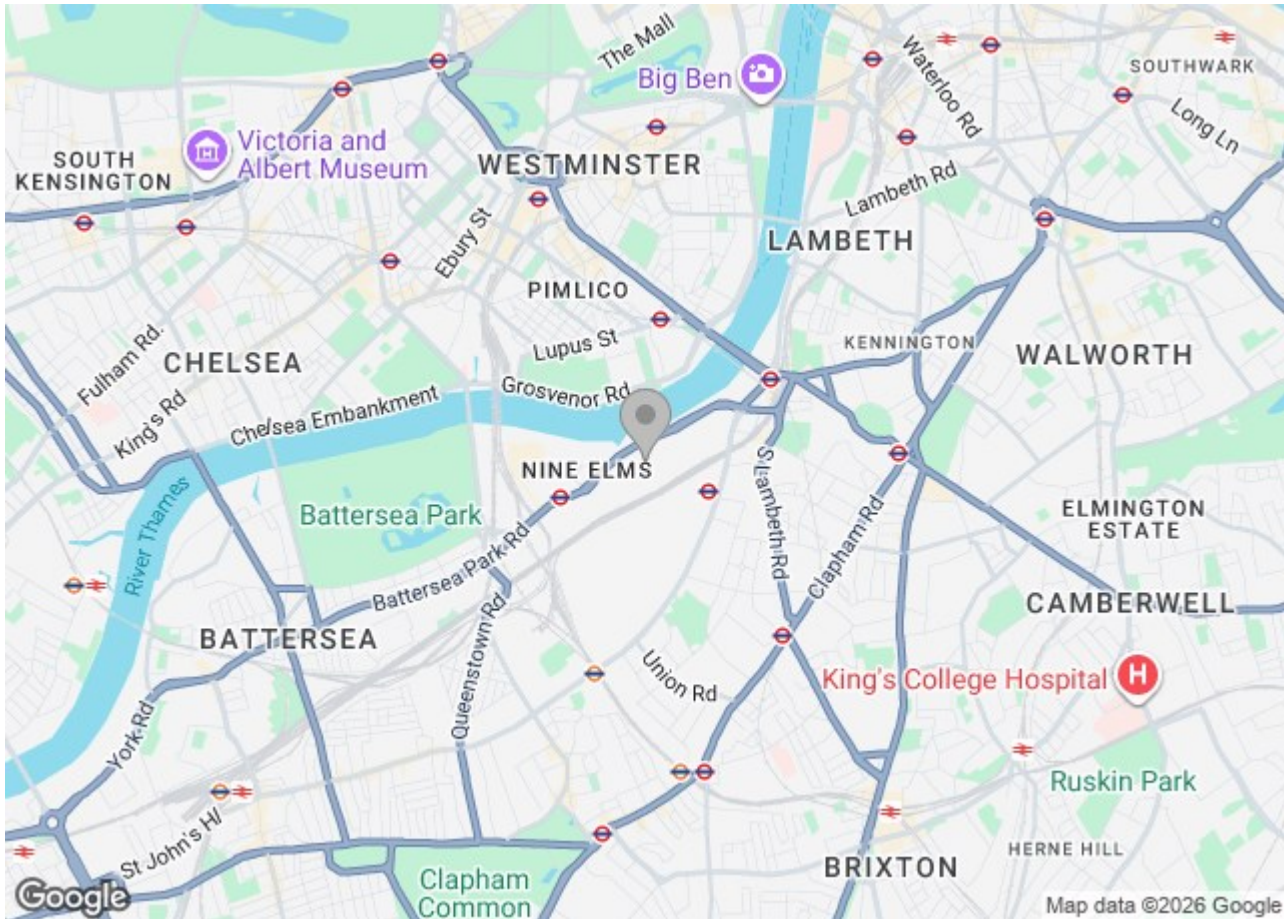 The Mall
Big Ben
Waterloo Rd
SOUTHWARK
Long Ln
Victoria and
Albert Museum
SOUTH
KENSINGTON
WESTMINSTER
Lambeth Rd
Ebury St
LAMBETH
PIMLICO
Lupus St
KENNINGTON
WALWORTH
Fulham Rd.
CHELSEA
King's Rd
Chelsea Embankment
Grosvenor Rd
NINE ELMS
S Lambeth Rd
Clapham Rd
ELMINGTON
ESTATE
Battersea Park
River Thames
Battersea Park Rd
CAMBERWELL
BATTERSEA
Queenstown Rd
Union Rd
King's College Hospital
H
York Rd
Ruskin Park
St John's H
HERNE HILL
BRIXTON
Clapham
Common
Google
Map data ©2026 Google